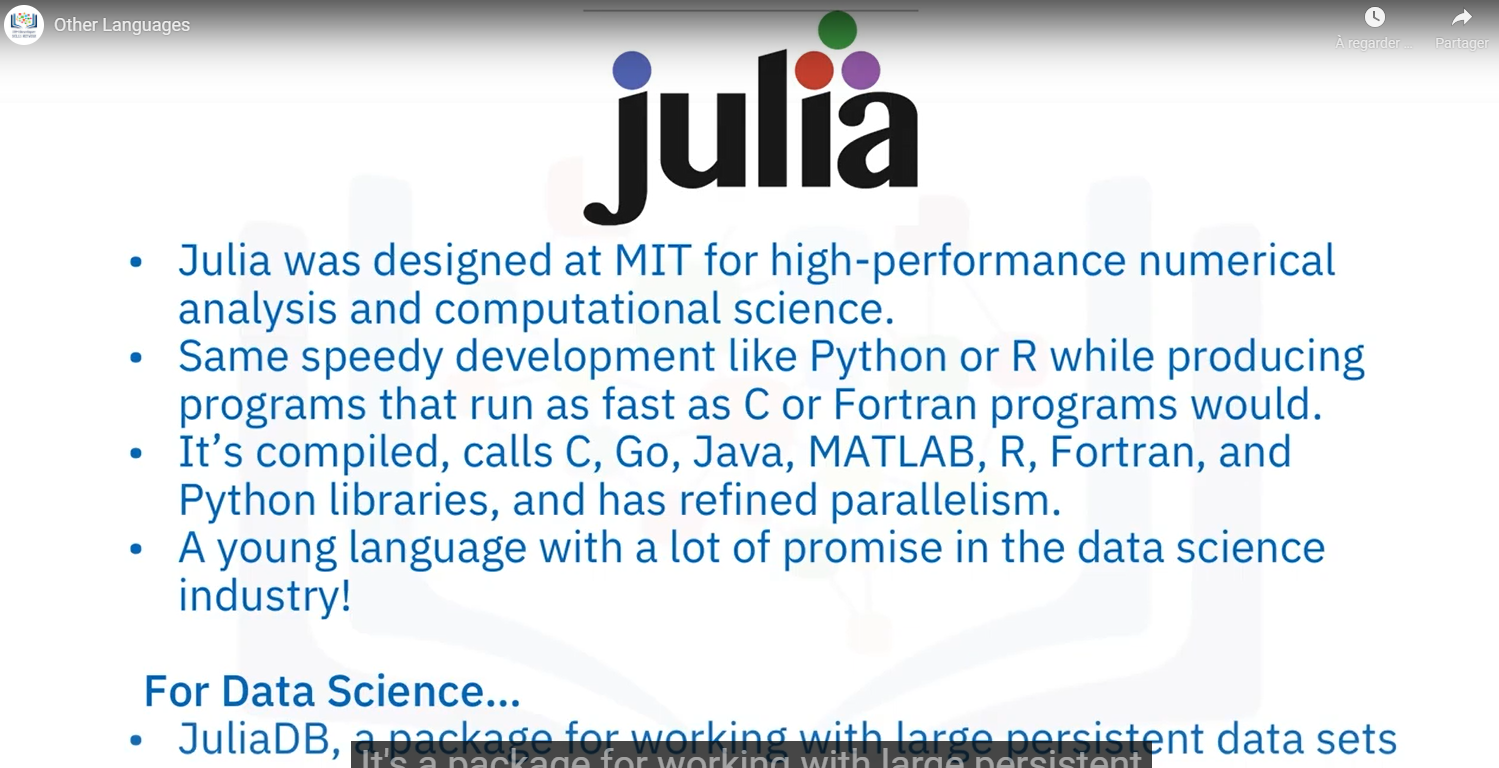 Other Languages
À regarder ...
Partager
julia
• Julia was designed at MIT for high-performance numerical
analysis and computational science.
• Same speedy development like Python or R while producing
programs that run as fast as C or Fortran programs would.
• It’s compiled, calls C, Go, Java, MATLAB, R, Fortran, and
Python libraries, and has refined parallelism.
• A young language with a lot of promise in the data science
industry!
For Data Science...
• JuliaDB, a package for working with large persistent data sets
It's a package for working with large persistent